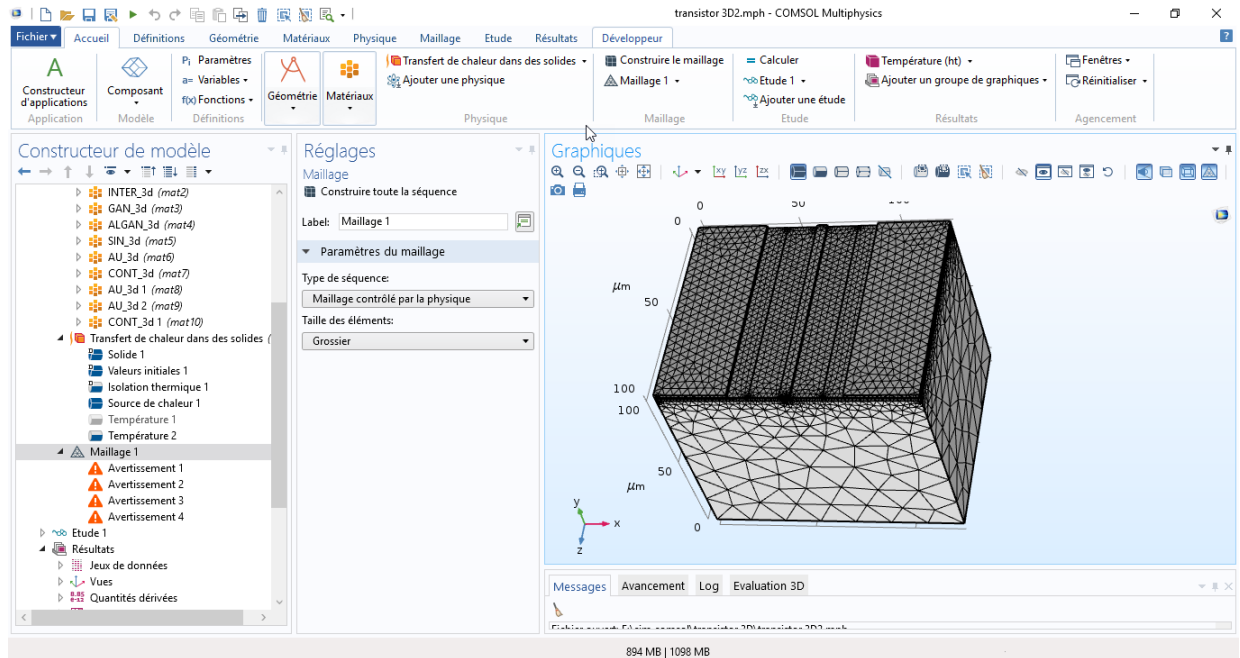 transistor 3D2.mph - COMSOL Multiphysics
Fichier Accueil Définitions Géométrie Matériaux Physique Maillage Etude Résultats Développeur ?
Constructeur d'applications
Application
Composant
Modèle
Pi Paramètres
a= Variables
f(x) Fonctions
Définitions
Géométrie
Matériaux
Transfert de chaleur dans des solides
Ajouter une physique
Physique
Construire le maillage
Maillage 1
Maillage
= Calculer
Etude 1
Ajouter une étude
Etude
Température (ht)
Ajouter un groupe de graphiques
Résultats
Fenêtres
Réinitialiser
Agencement
Constructeur de modèle
INTER_3d (mat2)
GAN_3d (mat3)
ALGAN_3d (mat4)
SIN_3d (mat5)
AU_3d (mat6)
CONT_3d (mat7)
AU_3d 1 (mat8)
AU_3d 2 (mat9)
CONT_3d 1 (mat10)
Transfert de chaleur dans des solides (
Solide 1
Valeurs initiales 1
Isolation thermique 1
Source de chaleur 1
Température 1
Température 2
Maillage 1
Avertissement 1
Avertissement 2
Avertissement 3
Avertissement 4
Etude 1
Résultats
Jeux de données
Vues
8.85
e-12
Quantités dérivées
Réglages
Maillage
Construire toute la séquence
Label: Maillage 1
Paramètres du maillage
Type de séquence:
Maillage contrôlé par la physique
Taille des éléments:
Grossier
Graphiques
xy yz zx
0 50
0
µm
50
100
100
50
µm
0
y
x
z
Messages Avancement Log Evaluation 3D
894 MB | 1098 MB